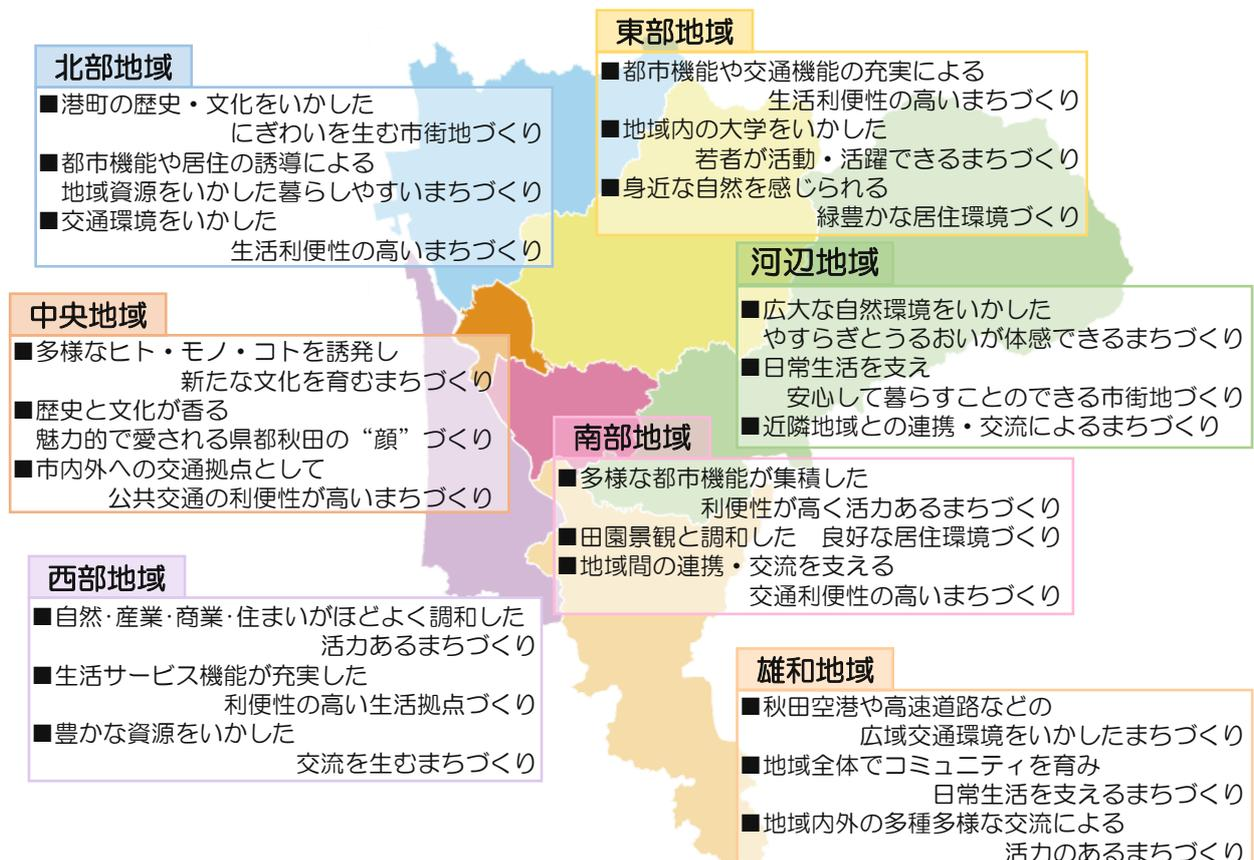 北部地域
■港町の歴史・文化をいかした
にぎわいを生む市街地づくり
■都市機能や居住の誘導による
地域資源をいかした暮らしやすいまちづくり
■交通環境をいかした
生活利便性の高いまちづくり
東部地域
■都市機能や交通機能の充実による
生活利便性の高いまちづくり
■地域内の大学をいかした
若者が活動・活躍できるまちづくり
■身近な自然を感じられる
緑豊かな居住環境づくり
河辺地域
■広大な自然環境をいかした
やすらぎとうるおいが体感できるまちづくり
■日常生活を支え
安心して暮らすことのできる市街地づくり
■近隣地域との連携・交流によるまちづくり
中央地域
■多様なヒト・モノ・コトを誘発し
新たな文化を育むまちづくり
■歴史と文化が香る
魅力的で愛される県都秋田の“顔”づくり
■市内外への交通拠点として
公共交通の利便性が高いまちづくり
南部地域
■多様な都市機能が集積した
利便性が高く活力あるまちづくり
■田園景観と調和した　良好な居住環境づくり
■地域間の連携・交流を支える
交通利便性の高いまちづくり
西部地域
■自然･産業･商業･住まいがほどよく調和した
活力あるまちづくり
■生活サービス機能が充実した
利便性の高い生活拠点づくり
■豊かな資源をいかした
交流を生むまちづくり
雄和地域
■秋田空港や高速道路などの
広域交通環境をいかしたまちづくり
■地域全体でコミュニティを育み
日常生活を支えるまちづくり
■地域内外の多種多様な交流による
活力のあるまちづくり